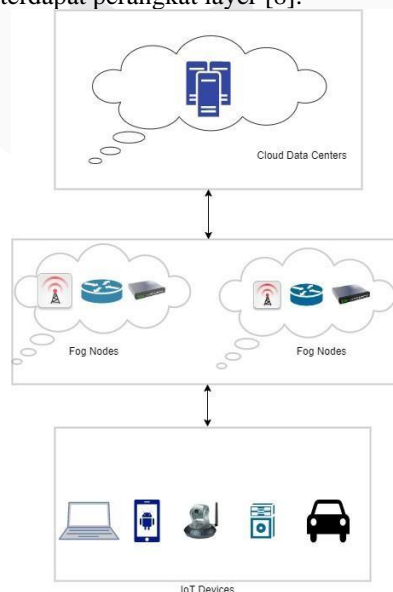 terdapat perangkat layer [8].
Cloud Data Centers
Fog Nodes
Fog Nodes
IoT Devices